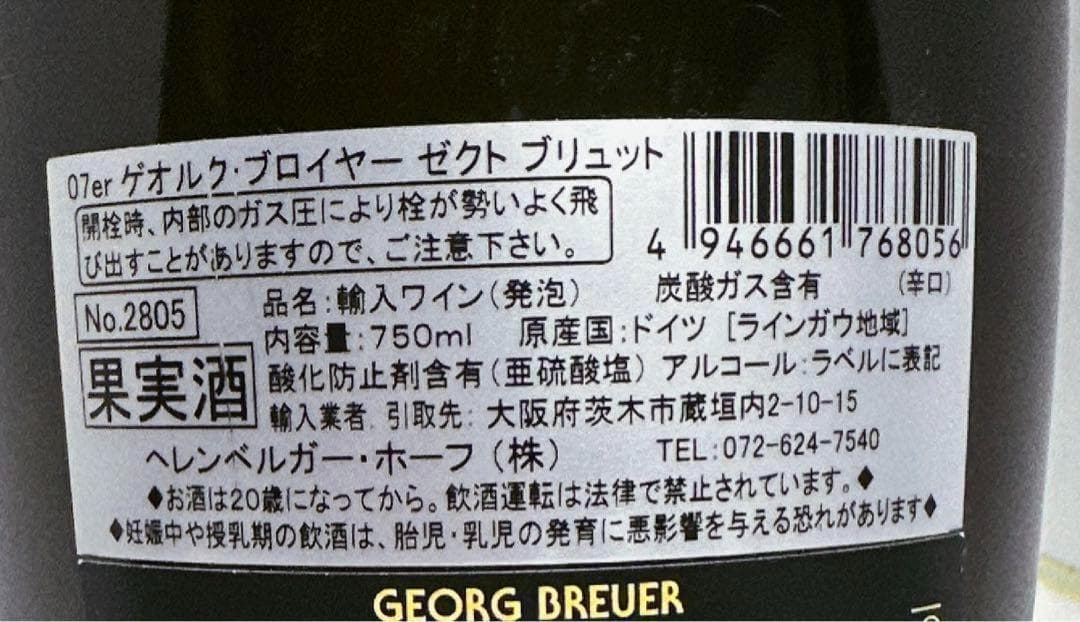 07er ゲオルク・ブロイヤー ゼクト ブリュット
開栓時、内部のガス圧により栓が勢いよく飛
び出すことがありますので、ご注意下さい。
4 946661 768056
No.2805
果実酒
品名:輸入ワイン(発泡) 炭酸ガス含有 (辛口)
内容量:750ml 原産国:ドイツ [ラインガウ地域]
酸化防止剤含有(亜硫酸塩) アルコール:ラベルに表記
輸入業者 引取先: 大阪府茨木市蔵垣内2-10-15
ヘレンベルガー・ホーフ(株) TEL:072-624-7540
◆お酒は20歳になってから。飲酒運転は法律で禁止されています。◆
◆妊娠中や授乳期の飲酒は、胎児・乳児の発育に悪影響を与える恐れがあります◆
GEORG BREUER